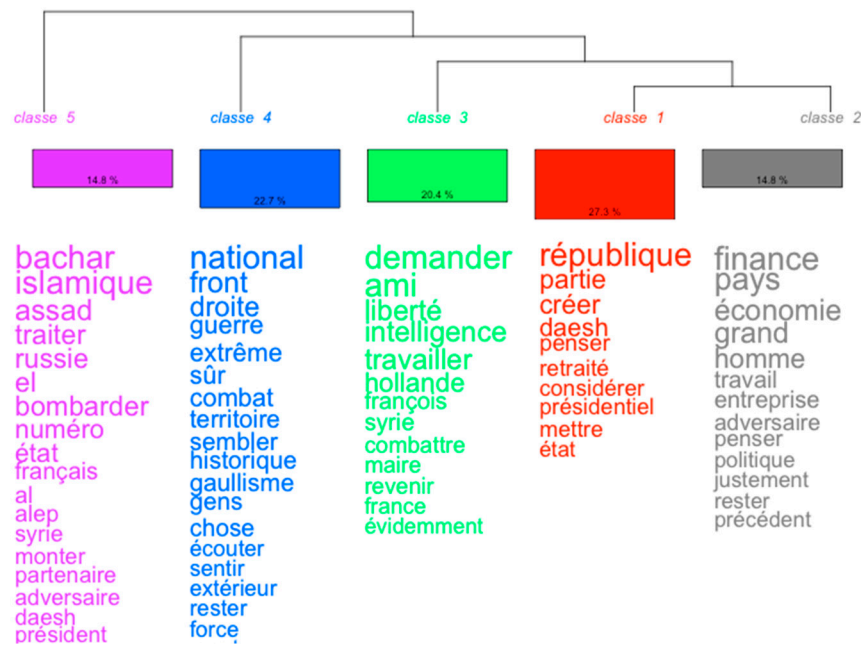 classe 5
classe 4
classe 3
classe 1
classe 2
14.8 %
22.7 %
20.4 %
27.3 %
14.8 %
bachar
islamique
assad
traiter
russie
el
bombarder
numéro
état
français
al
alep
syrie
monter
partenaire
adversaire
daesh
président
national
front
droite
guerre
extrême
sûr
combat
territoire
sembler
historique
gaullisme
gens
chose
écouter
sentir
extérieur
rester
force
demander
ami
liberté
intelligence
travailler
hollande
françois
syrie
combattre
maire
revenir
france
évidemment
république
partie
créer
daesh
penser
retraité
considérer
présidentiel
mettre
état
finance
pays
économie
grand
homme
travail
entreprise
adversaire
penser
politique
justement
rester
précédent